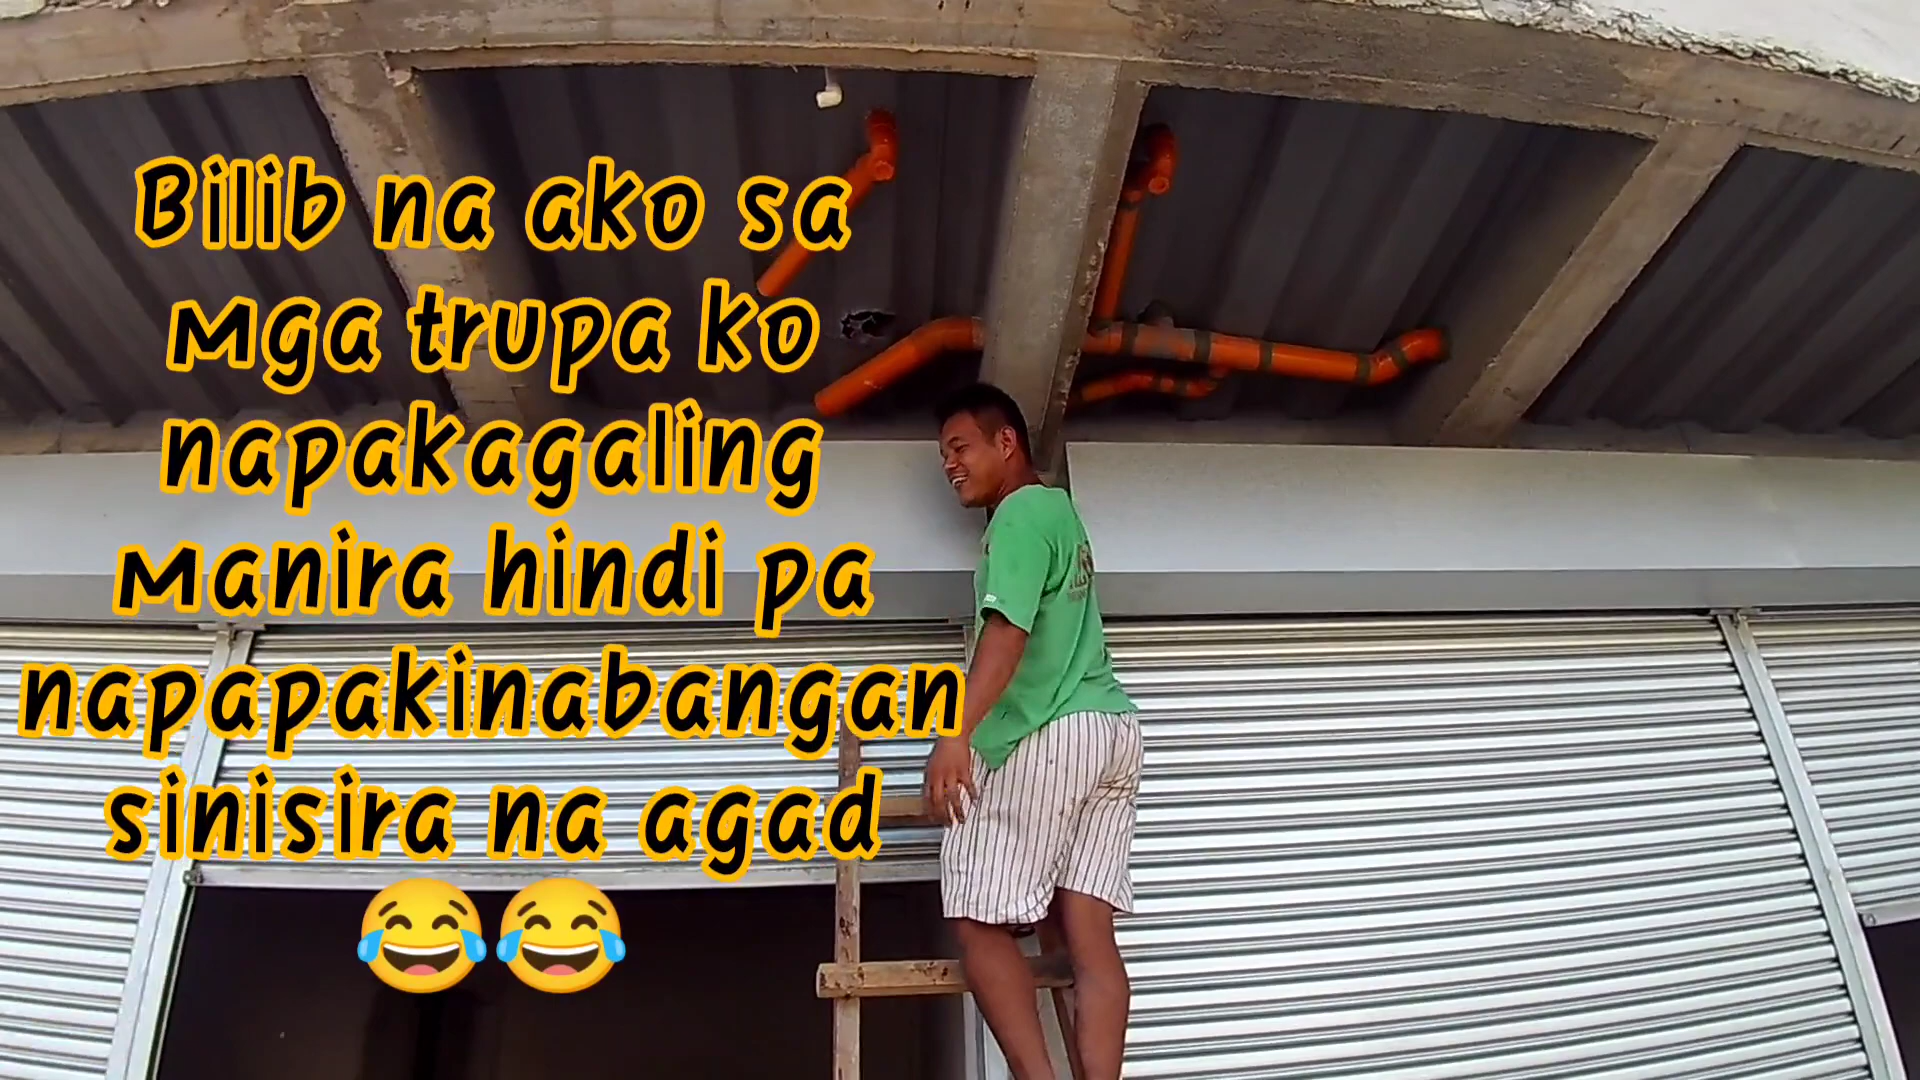 Bilib na ako sa
mga trupa ko
napakagaling
manira hindi pa
napapakinabangan
sinisira na agad
😂😂